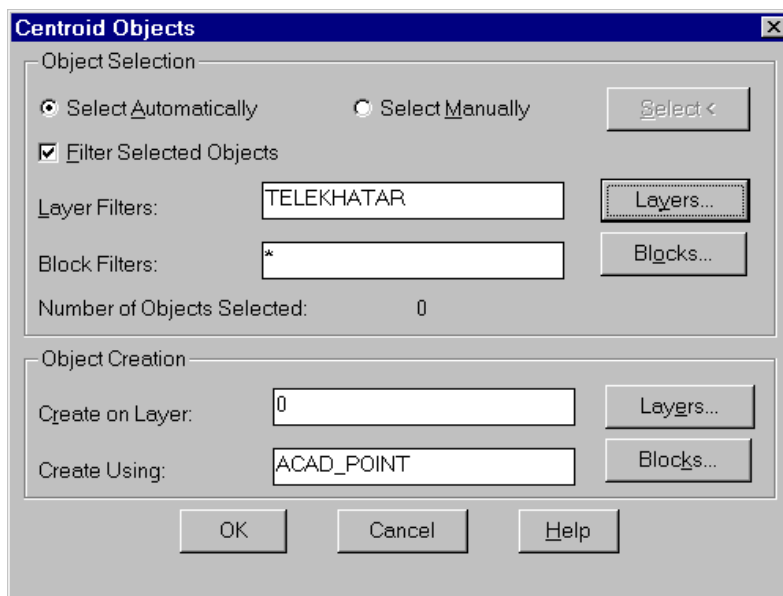 Centroid Objects
Object Selection
Select Automatically Select Manually Select <
Filter Selected Objects
Layer Filters: TELEKHATAR Layers...
Block Filters: * Blocks...
Number of Objects Selected: 0
Object Creation
Create on Layer: 0 Layers...
Create Using: ACAD_POINT Blocks...
OK Cancel Help